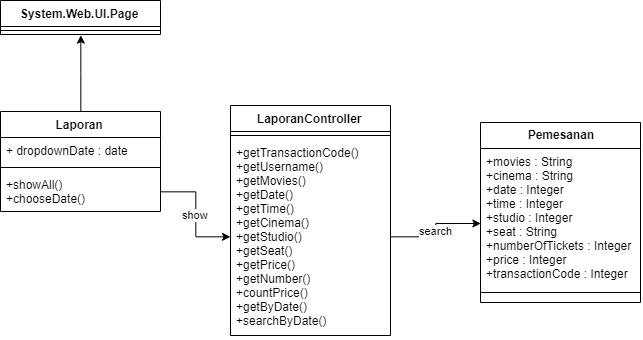 System.Web.UI.Page
Laporan
+ dropdownDate : date
+showAll()
+chooseDate()
show
LaporanController
+getTransactionCode()
+getUsername()
+getMovies()
+getDate()
+getTime()
+getCinema()
+getStudio()
+getSeat()
+getPrice()
+getNumber()
+countPrice()
+getByDate()
+searchByDate()
search
Pemesanan
+movies : String
+cinema : String
+date : Integer
+time : Integer
+studio : Integer
+seat : String
+numberOfTickets : Integer
+price : Integer
+transactionCode : Integer